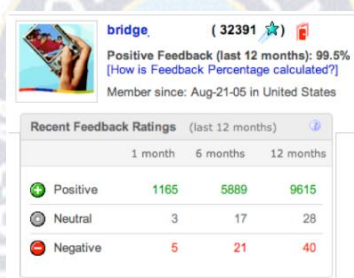 bridge (32391)
Positive Feedback (last 12 months): 99.5%
[How is Feedback Percentage calculated?]
Member since: Aug-21-05 in United States
Recent Feedback Ratings (last 12 months)
1 month 6 months 12 months
Positive 1165 5889 9615
Neutral 3 17 28
Negative 5 21 40